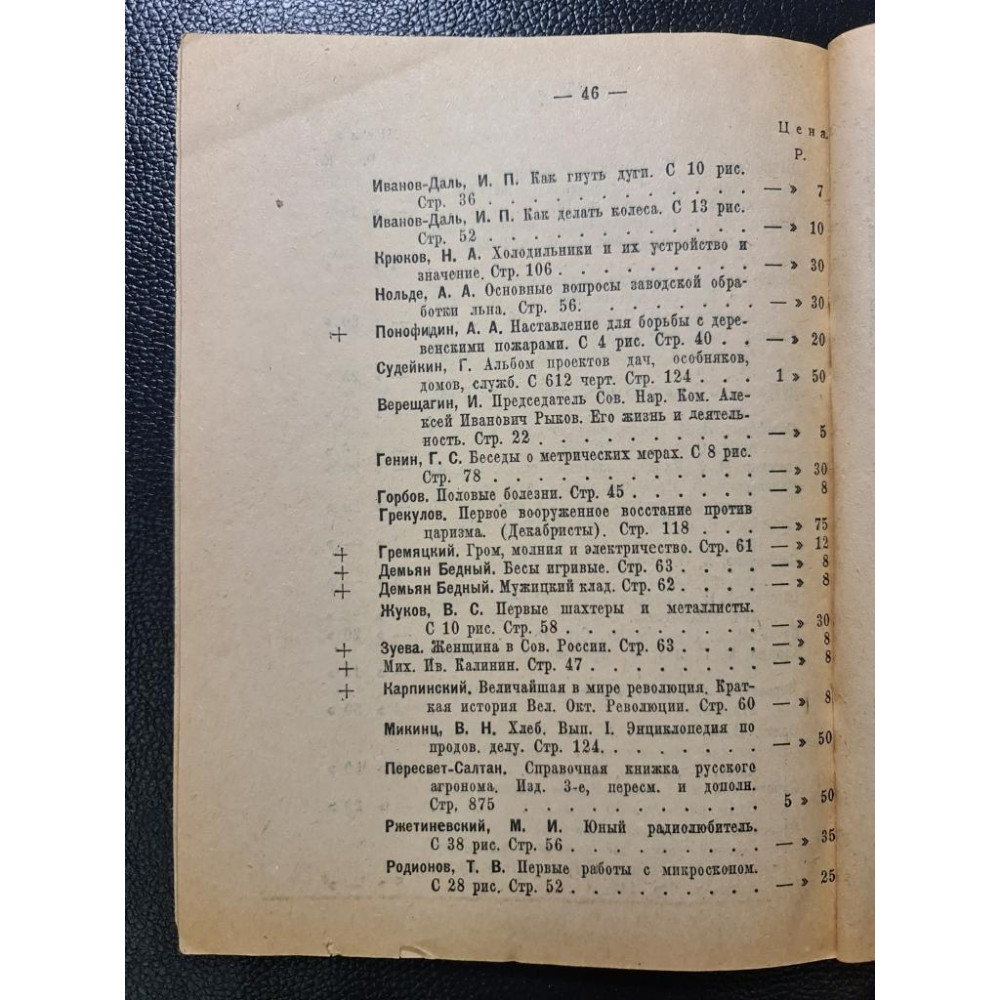 — 46 —
Цена.
Р.
Иванов-Даль, И. П. Как гнуть дуги. С 10 рис.
Стр. 36 . . . . . . . . . . . . — » 7
Иванов-Даль, И. П. Как делать колеса. С 13 рис.
Стр. 52 . . . . . . . . . . . . — » 10
Крюков, Н. А. Холодильники и их устройство и
значение. Стр. 106 . . . . . . . . . — » 30
Нольде, А. А. Основные вопросы заводской обра-
ботки льна. Стр. 56. . . . . . . . — » 30
+ Понофидин, А. А. Наставление для борьбы с дере-
венскими пожарами. С 4 рис. Стр. 40 . . — » 20
Судейкин, Г. Альбом проектов дач, особняков,
домов, служб. С 612 черт. Стр. 124 . . . 1 » 50
Верещагин, И. Председатель Сов. Нар. Ком. Але-
ксей Иванович Рыков. Его жизнь и деятель-
ность. Стр. 22 . . . . . . . . . . — » 5
Генин, Г. С. Беседы о метрических мерах. С 8 рис.
Стр. 78 . . . . . . . . . . . . — » 30
Горбов. Половые болезни. Стр. 45 . . . . . . — » 8
Грекулов. Первое вооруженное восстание против
царизма. (Декабристы). Стр. 118 . . . — » 75
+ Гремяцкий. Гром, молния и электричество. Стр. 61 — » 12
+ Демьян Бедный. Бесы игривые. Стр. 63 . . . . — » 8
+ Демьян Бедный. Мужицкий клад. Стр. 62 . . . . — » 8
Жуков, В. С. Первые шахтеры и металлисты.
С 10 рис. Стр. 58 . . . . . . . . . — » 30
+ Зуева. Женщина в Сов. России. Стр. 63 . . . . — » 8
+ Мих. Ив. Калинин. Стр. 47 . . . . . . . . — » 8
+ Карпинский. Величайшая в мире революция. Крат-
кая история Вел. Окт. Революции. Стр. 60 — » 8
Микинц, В. Н. Хлеб. Вып. I. Энциклопедия по
продов. делу. Стр. 124. . . . . . . . — » 50
Пересвет-Салтан. Справочная книжка русского
агронома. Изд. 3-е, пересм. и дополн.
Стр. 875 . . . . . . . . . . . 5 » 50
Ржетиневский, М. И. Юный радиолюбитель.
С 38 рис. Стр. 56 . . . . . . . . . — » 35
Родионов, Т. В. Первые работы с микроскопом.
С 28 рис. Стр. 52 . . . . . . . . . — » 25